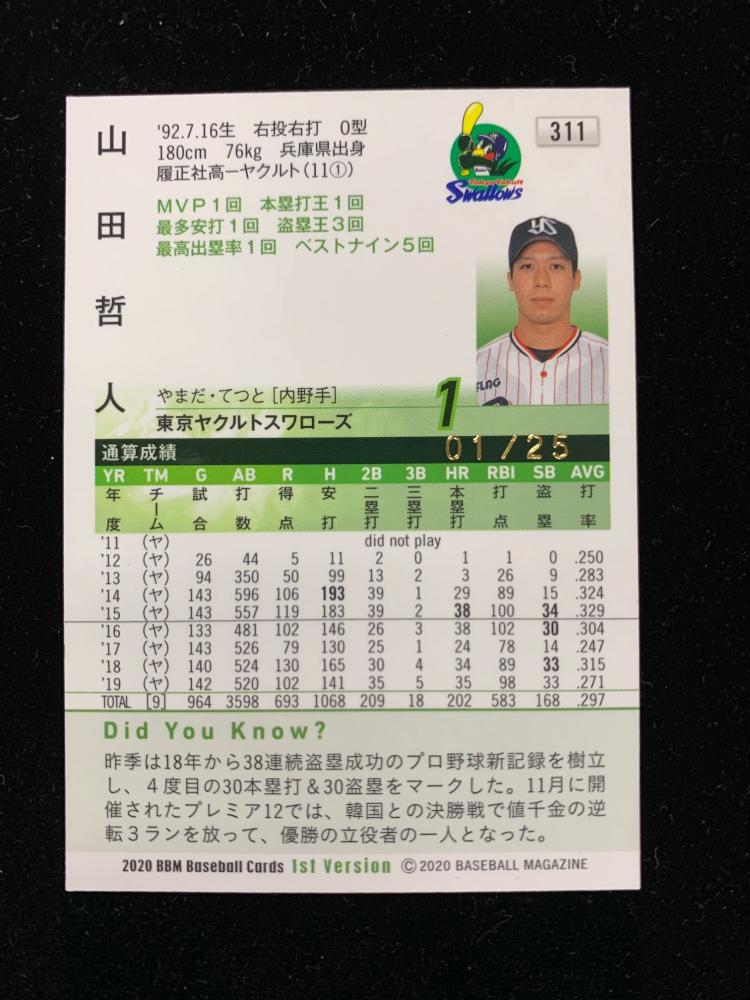 山田哲人
'92.7.16生 右投右打 O型
180cm 76kg 兵庫県出身
履正社高ーヤクルト(11①)
MVP1回 本塁打王1回
最多安打1回 盗塁王3回
最高出塁率1回 ベストナイン5回
Tokyo Yakult
Swallows
311
YS
FLAG
やまだ・てつと[内野手]
東京ヤクルトスワローズ
1
通算成績
01/25
YR TM G AB R H 2B 3B HR RBI SB AVG
年度 チーム 試合 打数 得点 安打 二塁打 三塁打 本塁打 打点 盗塁 打率
'11 (ヤ) did not play
'12 (ヤ) 26 44 5 11 2 0 1 1 0 .250
'13 (ヤ) 94 350 50 99 13 2 3 26 9 .283
'14 (ヤ) 143 596 106 193 39 1 29 89 15 .324
'15 (ヤ) 143 557 119 183 39 2 38 100 34 .329
'16 (ヤ) 133 481 102 146 26 3 38 102 30 .304
'17 (ヤ) 143 526 79 130 25 1 24 78 14 .247
'18 (ヤ) 140 524 130 165 30 4 34 89 33 .315
'19 (ヤ) 142 520 102 141 35 5 35 98 33 .271
TOTAL [9] 964 3598 693 1068 209 18 202 583 168 .297
Did You Know?
昨季は18年から38連続盗塁成功のプロ野球新記録を樹立
し、4度目の30本塁打&30盗塁をマークした。11月に開
催されたプレミア12では、韓国との決勝戦で値千金の逆
転3ランを放って、優勝の立役者の一人となった。
2020 BBM Baseball Cards 1st Version ©2020 BASEBALL MAGAZINE